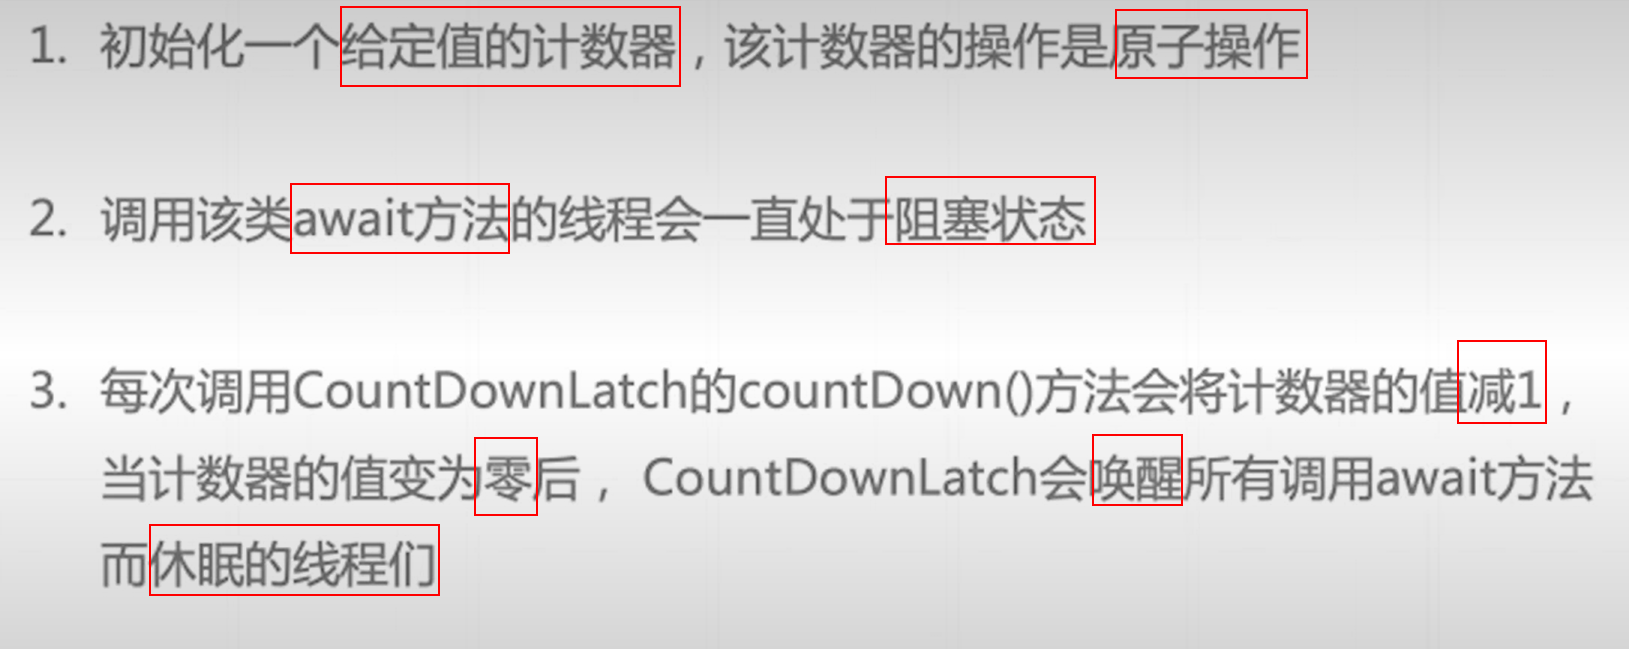 1. 初始化一个给定值的计数器，该计数器的操作是原子操作
2. 调用该类await方法的线程会一直处于阻塞状态
3. 每次调用CountDownLatch的countDown()方法会将计数器的值减1，
当计数器的值变为零后， CountDownLatch会唤醒所有调用await方法
而休眠的线程们